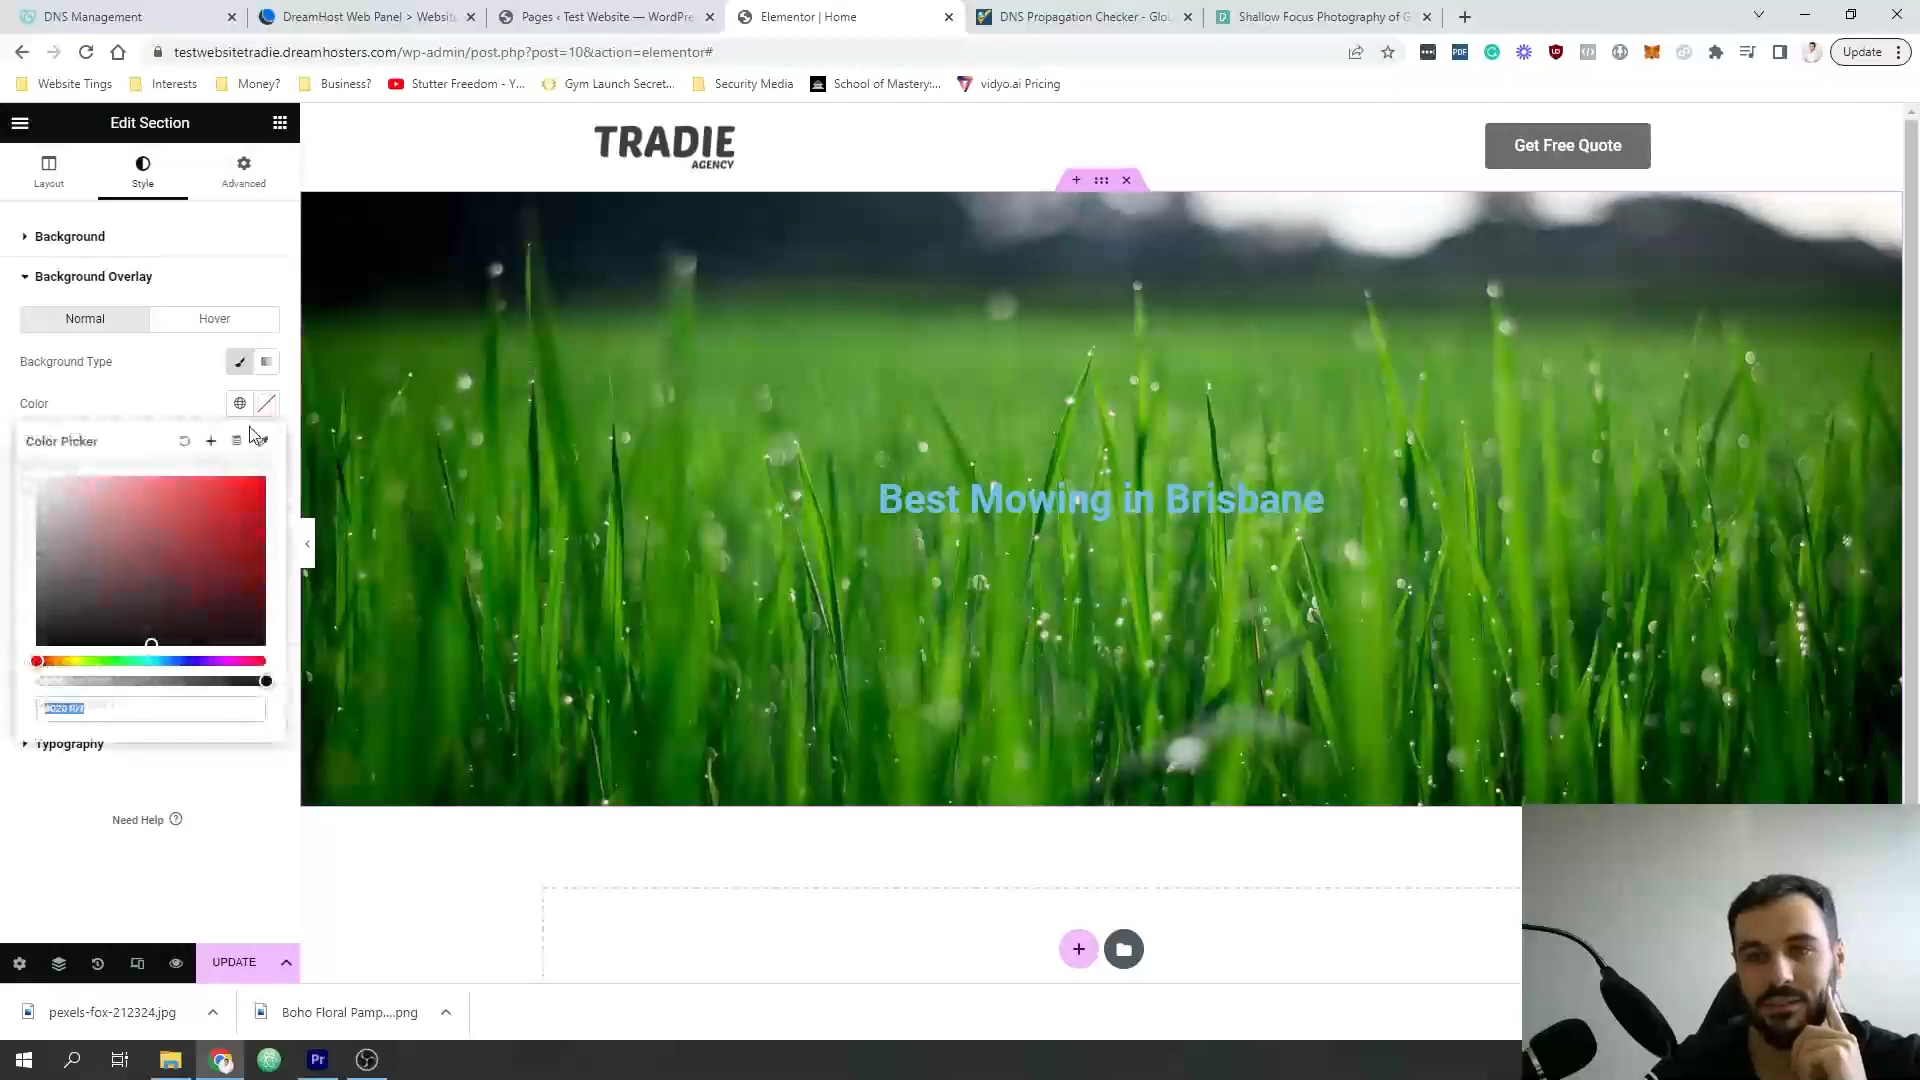 DNS Management
DreamHost Web Panel > Websit
Pages ‹ Test Website — WordPre
Elementor | Home
DNS Propagation Checker - Glo
Shallow Focus Photography of G
testwebsitetradie.dreamhosters.com/wp-admin/post.php?post=10&action=elementor#
Update
Website Tings
Interests
Money?
Business?
Stutter Freedom - Y...
Gym Launch Secret...
Security Media
School of Mastery:...
vidyo.ai Pricing
Edit Section
Layout
Style
Advanced
TRADIE
AGENCY
Get Free Quote
Background
Background Overlay
Normal
Hover
Background Type
Color
Color Picker
Typography
Need Help
Best Mowing in Brisbane
UPDATE
pexels-fox-212324.jpg
Boho Floral Pamp....png
Pr